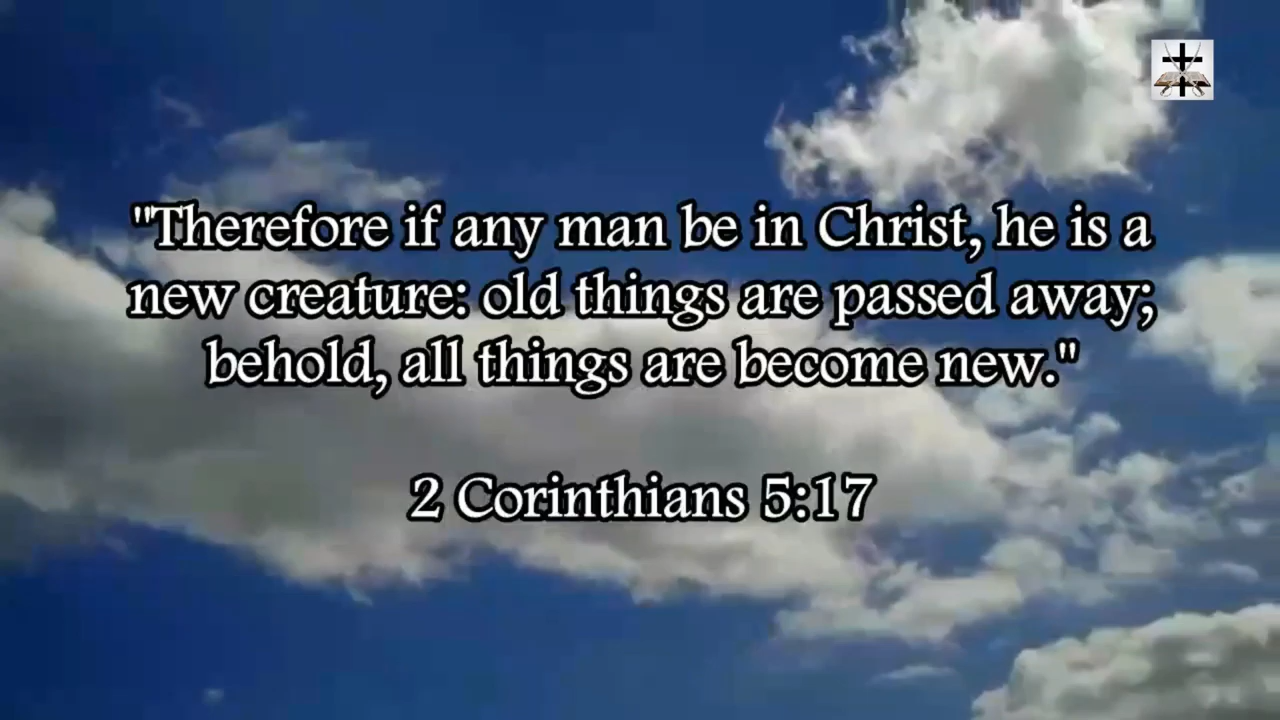 "Therefore if any man be in Christ, he is a
new creature: old things are passed away;
behold, all things are become new."
2 Corinthians 5:17